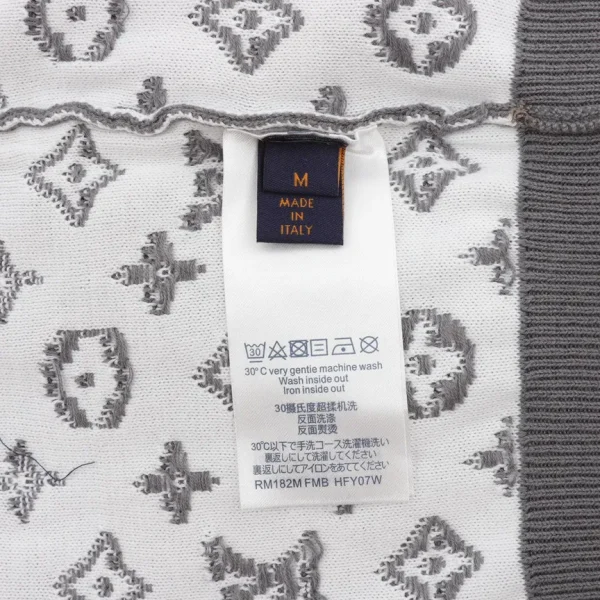 M
MADE
IN
ITALY
30
30°C very gentle machine wash
Wash inside out
Iron inside out
30摄氏度超揉机洗
反面洗涤
反面熨烫
30℃以下で手洗コース洗濯機洗い
裏返しにして洗濯してください
裏返しにしてアイロンをあててください
RM182M FMB HFY07W